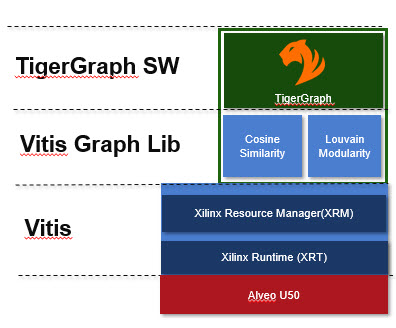 TigerGraph SW
TigerGraph
Vitis Graph Lib
Cosine
Similarity
Louvain
Modularity
Vitis
Xilinx Resource Manager(XRM)
Xilinx Runtime (XRT)
Alveo U50